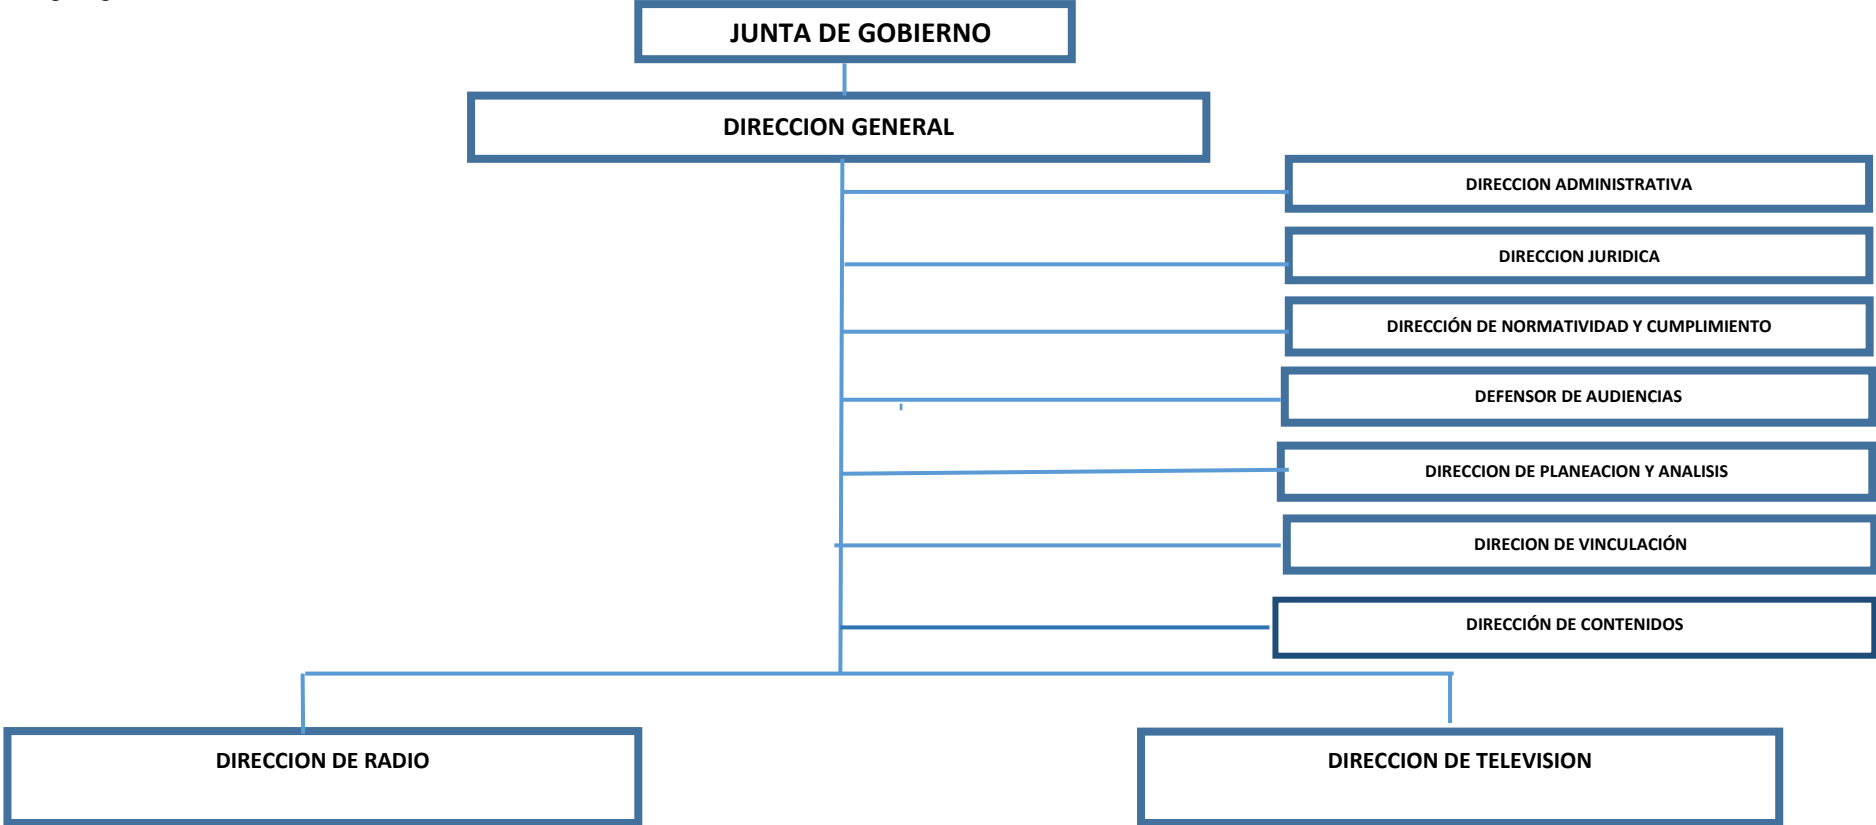 JUNTA DE GOBIERNO
DIRECCION GENERAL
DIRECCION ADMINISTRATIVA
DIRECCION JURIDICA
DIRECCIÓN DE NORMATIVIDAD Y CUMPLIMIENTO
DEFENSOR DE AUDIENCIAS
DIRECCION DE PLANEACION Y ANALISIS
DIRECION DE VINCULACIÓN
DIRECCIÓN DE CONTENIDOS
DIRECCION DE RADIO
DIRECCION DE TELEVISION